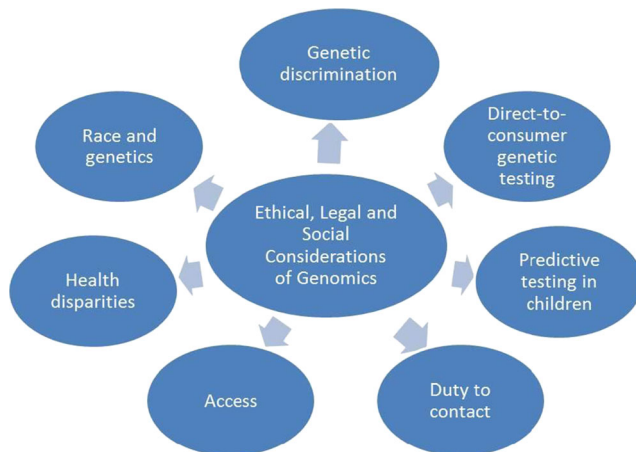 Genetic
discrimination
Direct-to-
consumer
genetic
testing
Predictive
testing in
children
Duty to
contact
Access
Health
disparities
Race and
genetics
Ethical, Legal and
Social
Considerations
of Genomics